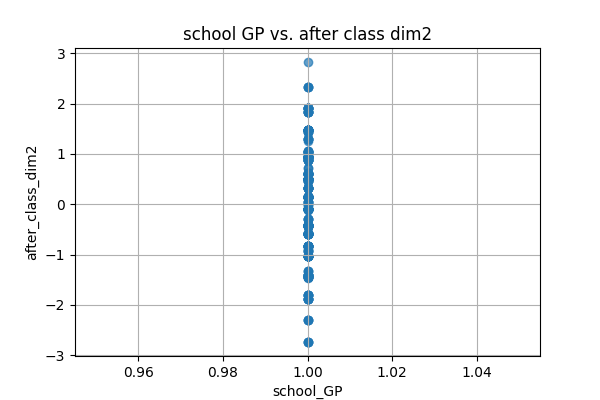 school GP vs. after class dim2
3
2
1
0
−1
−2
−3
after_class_dim2
0.96 0.98 1.00 1.02 1.04
school_GP